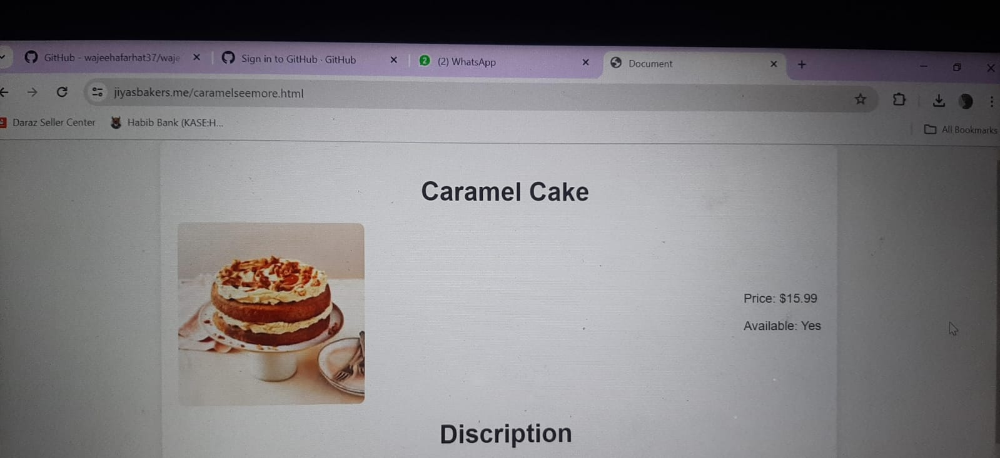 GitHub - wajeehafarhat37/waje
Sign in to GitHub · GitHub
2 (2) WhatsApp
Document
jiyasbakers.me/caramelseemore.html
Daray Seller Center
Habib Bank (KASE:H...
All Bookmarks
Caramel Cake
Price: $15.99
Available: Yes
Discription